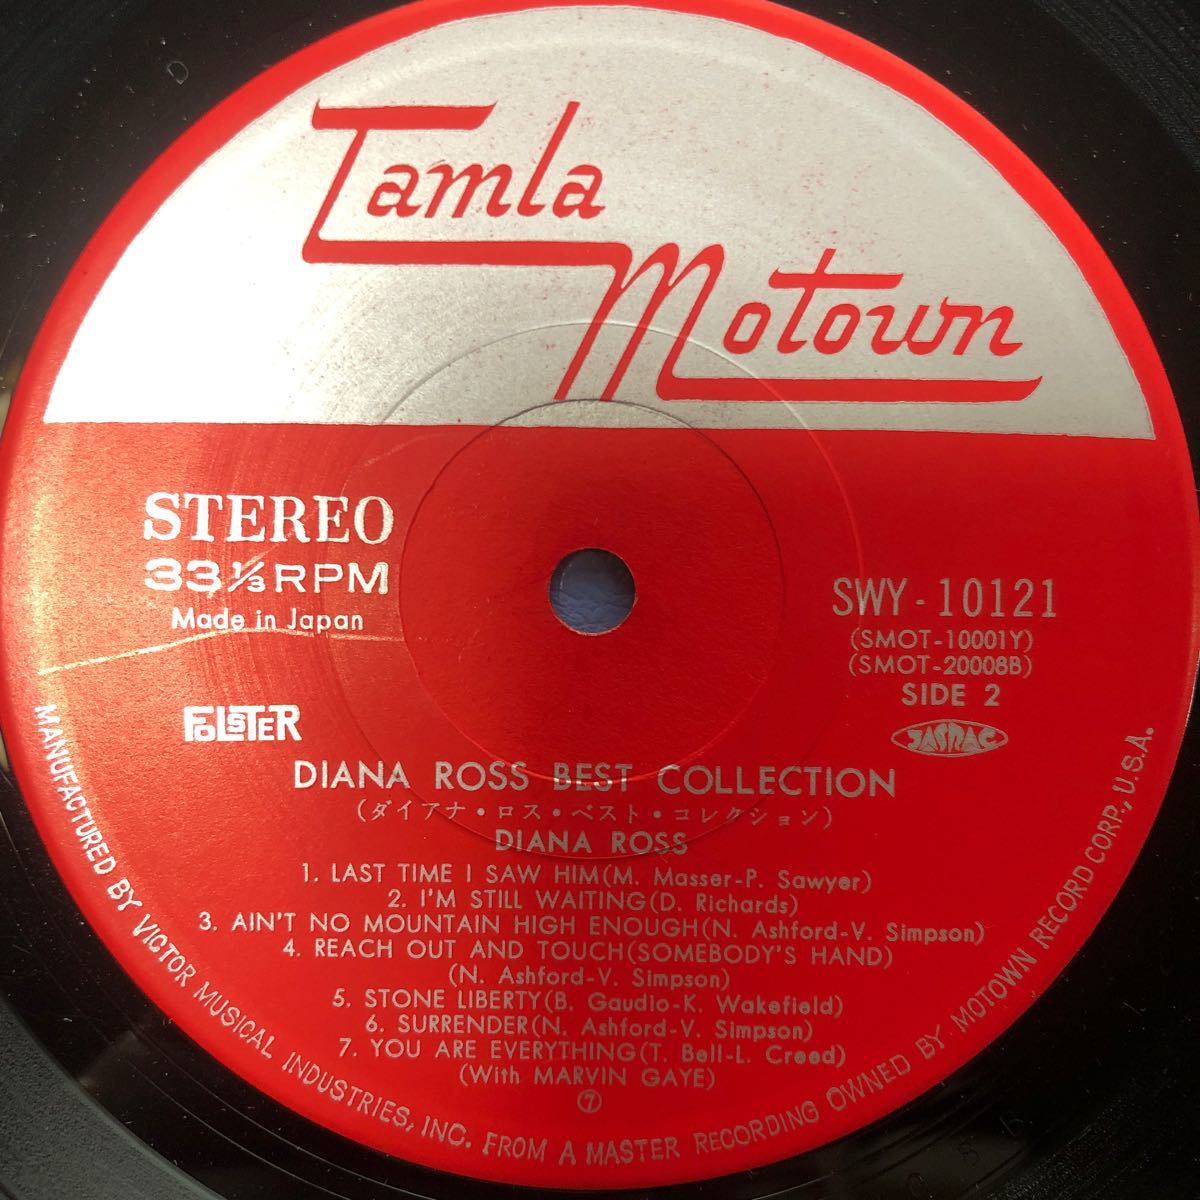 Tamla
Motown
STEREO
33 1/3 RPM
Made in Japan
SWY-10121
(SMOT-10001Y)
(SMOT-20008B)
SIDE 2
FOLSTER
JASRAC
DIANA ROSS BEST COLLECTION
(ダイアナ・ロス・ベスト・コレクション)
DIANA ROSS
1. LAST TIME I SAW HIM(M. Masser-P. Sawyer)
2. I'M STILL WAITING(D. Richards)
3. AIN'T NO MOUNTAIN HIGH ENOUGH(N. Ashford-V. Simpson)
4. REACH OUT AND TOUCH(SOMEBODY'S HAND)
(N. Ashford-V. Simpson)
5. STONE LIBERTY(B. Gaudio-K. Wakefield)
6. SURRENDER(N. Ashford-V. Simpson)
7. YOU ARE EVERYTHING(T. Bell-L. Creed)
(With MARVIN GAYE)
⑦
MANUFACTURED BY VICTOR MUSICAL INDUSTRIES, INC. FROM A MASTER RECORDING OWNED BY MOTOWN RECORD CORP., U.S.A.